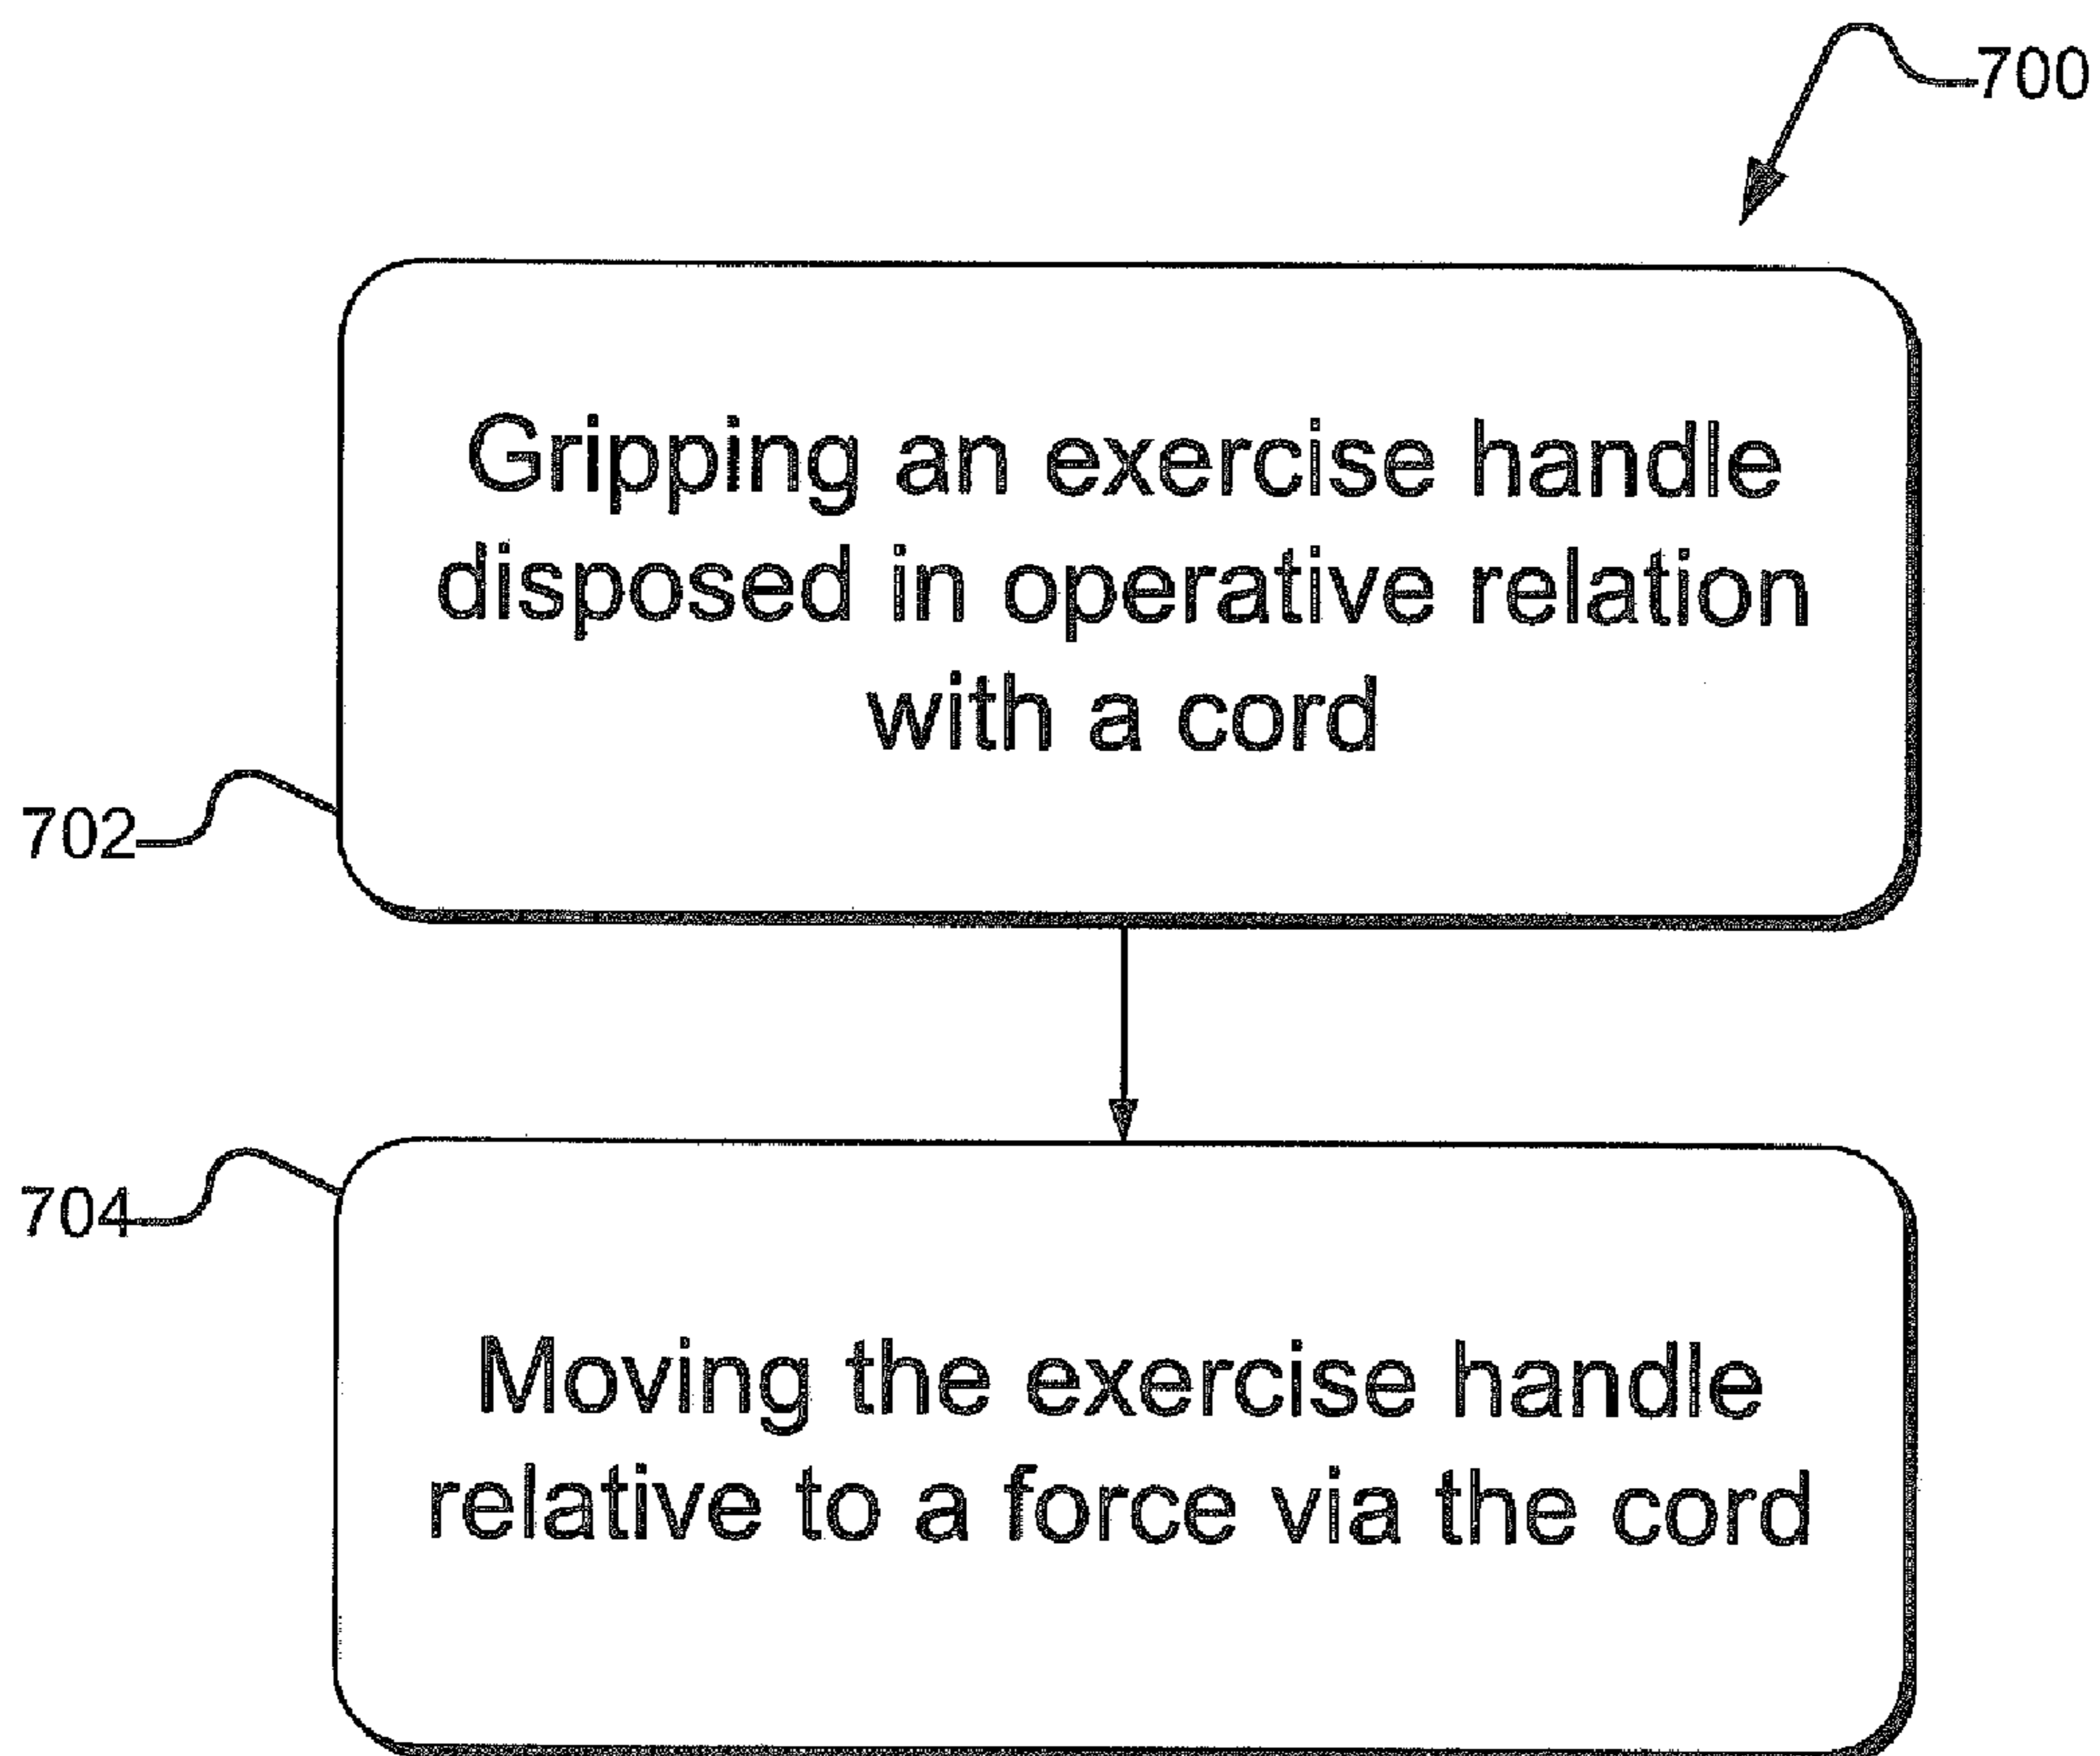 700
Gripping an exercise handle
disposed in operative relation
with a cord
702
704
Moving the exercise handle
relative to a force via the cord